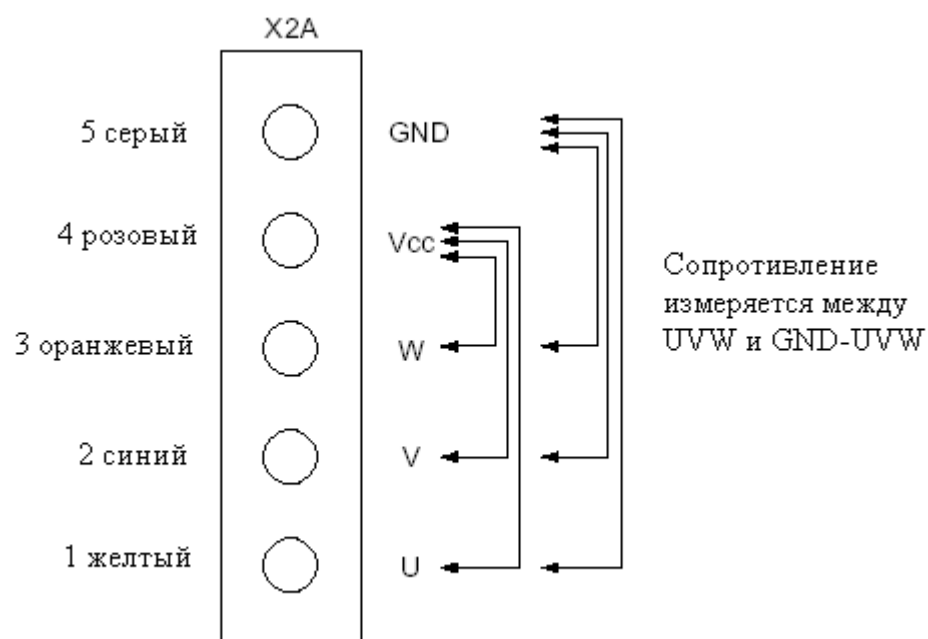 X2A
5 серый
GND
4 розовый
Vcc
3 оранжевый
W
2 синий
V
1 желтый
U
Сопротивление
измеряется между
UVW и GND-UVW